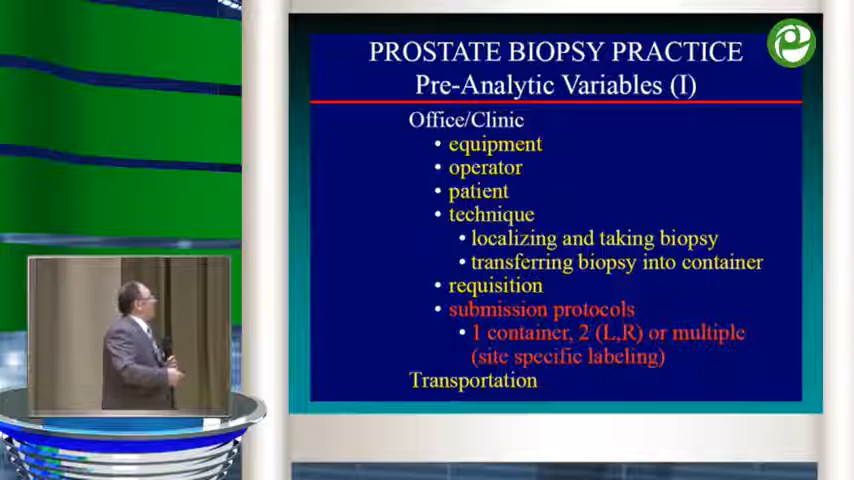 PROSTATE BIOPSY PRACTICE
Pre-Analytic Variables (I)
Office/Clinic
• equipment
• operator
• patient
• technique
• localizing and taking biopsy
• transferring biopsy into container
• requisition
• submission protocols
• 1 container, 2 (L,R) or multiple
(site specific labeling)
Transportation